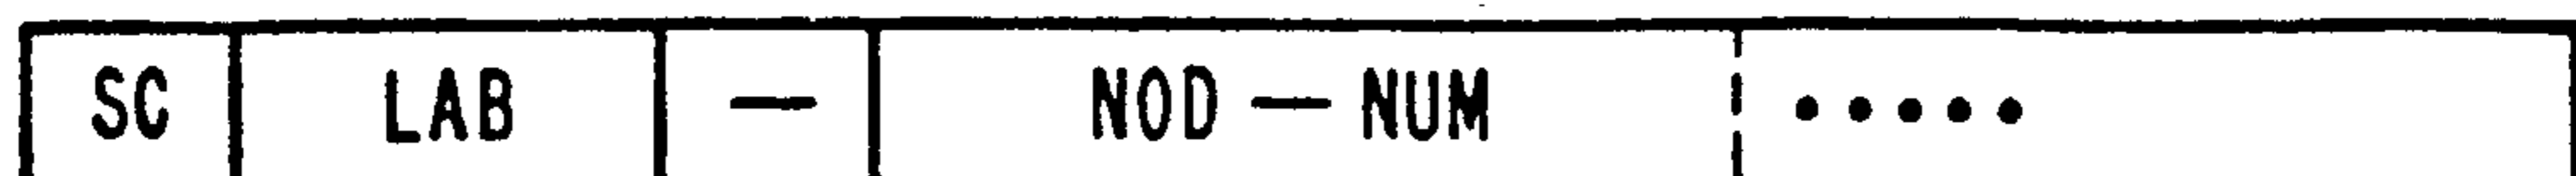 SC LAB — NOD — NUM •••••